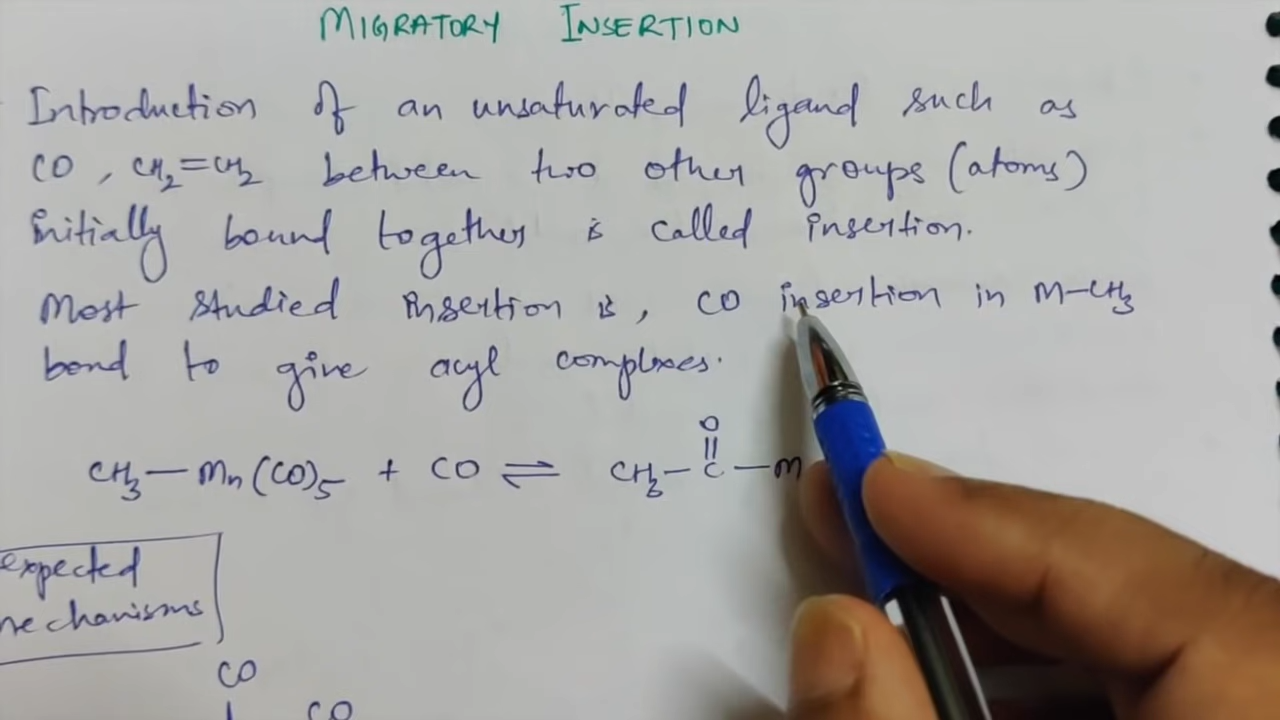 MIGRATORY INSERTION
Introduction of an unsaturated ligand such as
CO, CH₂=CH₂ between two other groups (atoms)
initially bound together is called insertion.
Most studied insertion is, CO insertion in M-CH₃
bond to give acyl complexes.
O
CH₃—Mn(CO)₅ + CO ⇌ CH₃—C—M
expected
mechanisms
CO
CO